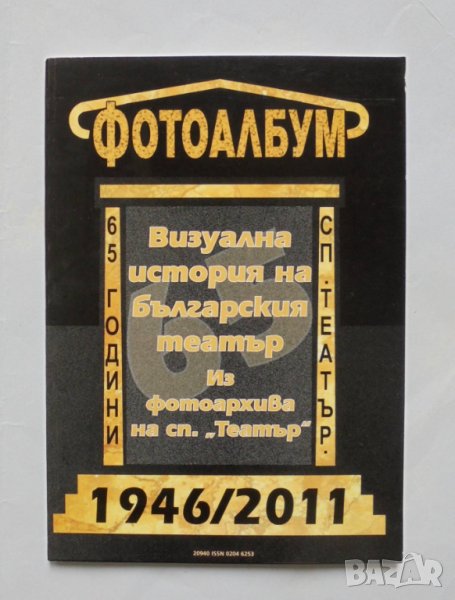 ФОТОАЛБУМ
65 ГОДИНИ
Визуална
история на
българския
театър
Из
фотоархива
на сп. „Театър“
65
СП. ТЕАТЪР.
1946/2011
20940 ISSN 0204 6253
BAZAR